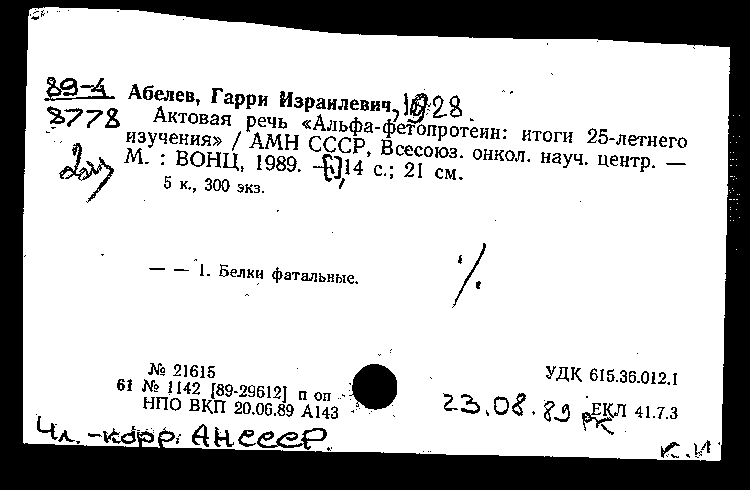 89-4 Абелев, Гарри Израилевич, 1928.
8778 Актовая речь «Альфа-фетопротеин: итоги 25-летнего
изучения» / АМН СССР, Всесоюз. онкол. науч. центр. —
М. : ВОНЦ, 1989. — 14 с.; 21 см.
5 к., 300 экз.
— — 1. Белки фатальные.
№ 21615
УДК 615.36.012.1
61 № 1142 [89-29612] п оп
НПО ВКП 20.06.89 А143
23.08.89 ЕКЛ 41.7.3
Чл.-корр. АН СССР.
К.И